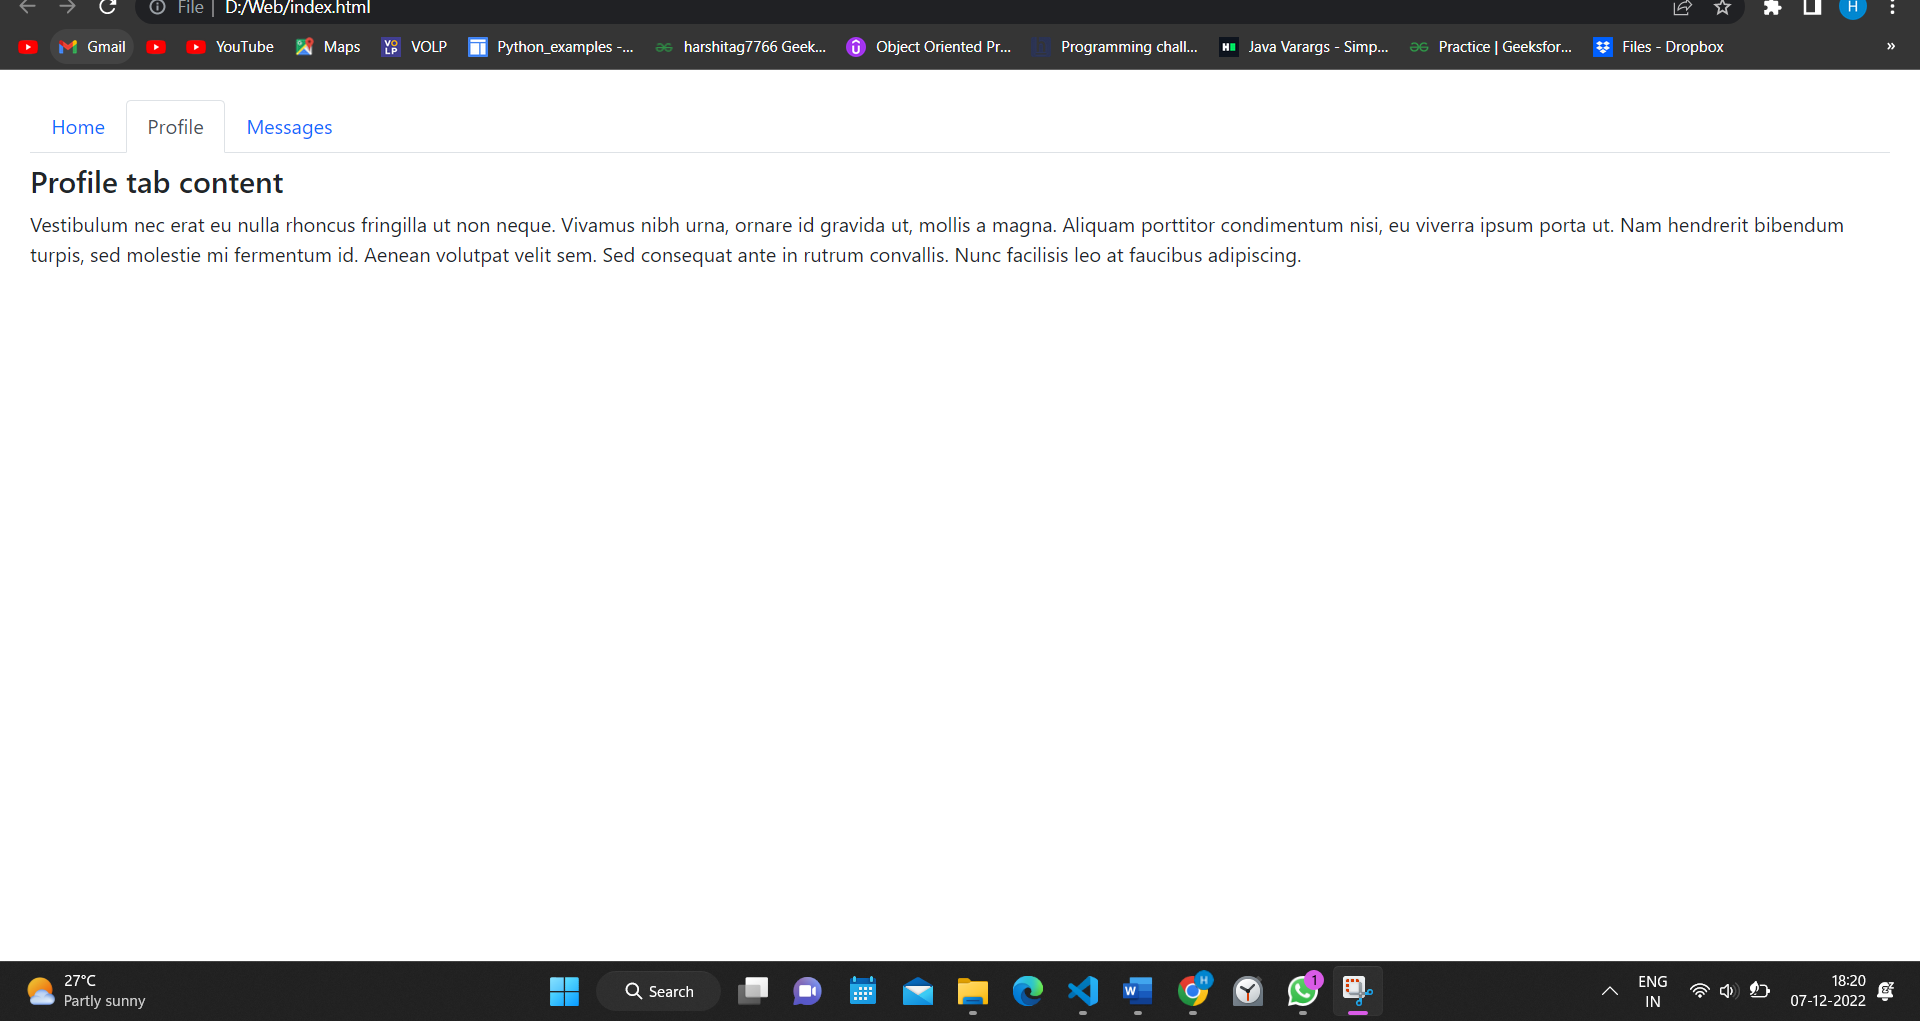 File | D:/Web/index.html
H
Gmail YouTube Maps VOLP Python_examples -... harshitag7766 Geek... Object Oriented Pr... Programming chall... Java Varargs - Simp... Practice | Geeksfor... Files - Dropbox »
Home Profile Messages
Profile tab content
Vestibulum nec erat eu nulla rhoncus fringilla ut non neque. Vivamus nibh urna, ornare id gravida ut, mollis a magna. Aliquam porttitor condimentum nisi, eu viverra ipsum porta ut. Nam hendrerit bibendum
turpis, sed molestie mi fermentum id. Aenean volutpat velit sem. Sed consequat ante in rutrum convallis. Nunc facilisis leo at faucibus adipiscing.
27°C
Partly sunny
Search
1
ENG
IN
18:20
07-12-2022